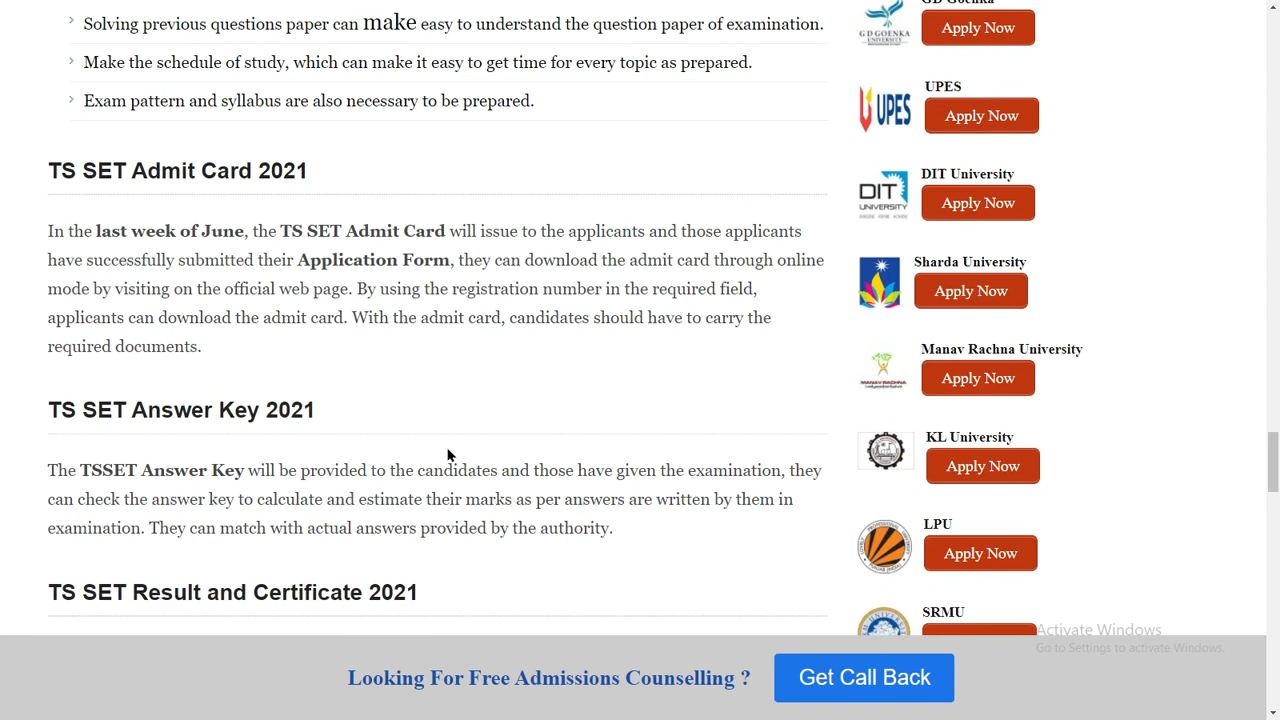 Solving previous questions paper can make easy to understand the question paper of examination.
Make the schedule of study, which can make it easy to get time for every topic as prepared.
Exam pattern and syllabus are also necessary to be prepared.
TS SET Admit Card 2021
In the last week of June, the TS SET Admit Card will issue to the applicants and those applicants
have successfully submitted their Application Form, they can download the admit card through online
mode by visiting on the official web page. By using the registration number in the required field,
applicants can download the admit card. With the admit card, candidates should have to carry the
required documents.
TS SET Answer Key 2021
The TSSET Answer Key will be provided to the candidates and those have given the examination, they
can check the answer key to calculate and estimate their marks as per answers are written by them in
examination. They can match with actual answers provided by the authority.
TS SET Result and Certificate 2021
GD Goenka
G D GOENKA
UNIVERSITY
Apply Now
UPES
UPES
Apply Now
DIT University
DIT
UNIVERSITY
Apply Now
Sharda University
Apply Now
Manav Rachna University
MANAV RACHNA
Apply Now
KL University
Apply Now
LPU
Apply Now
SRMU
Activate Windows
Go to Settings to activate Windows.
Looking For Free Admissions Counselling ?
Get Call Back